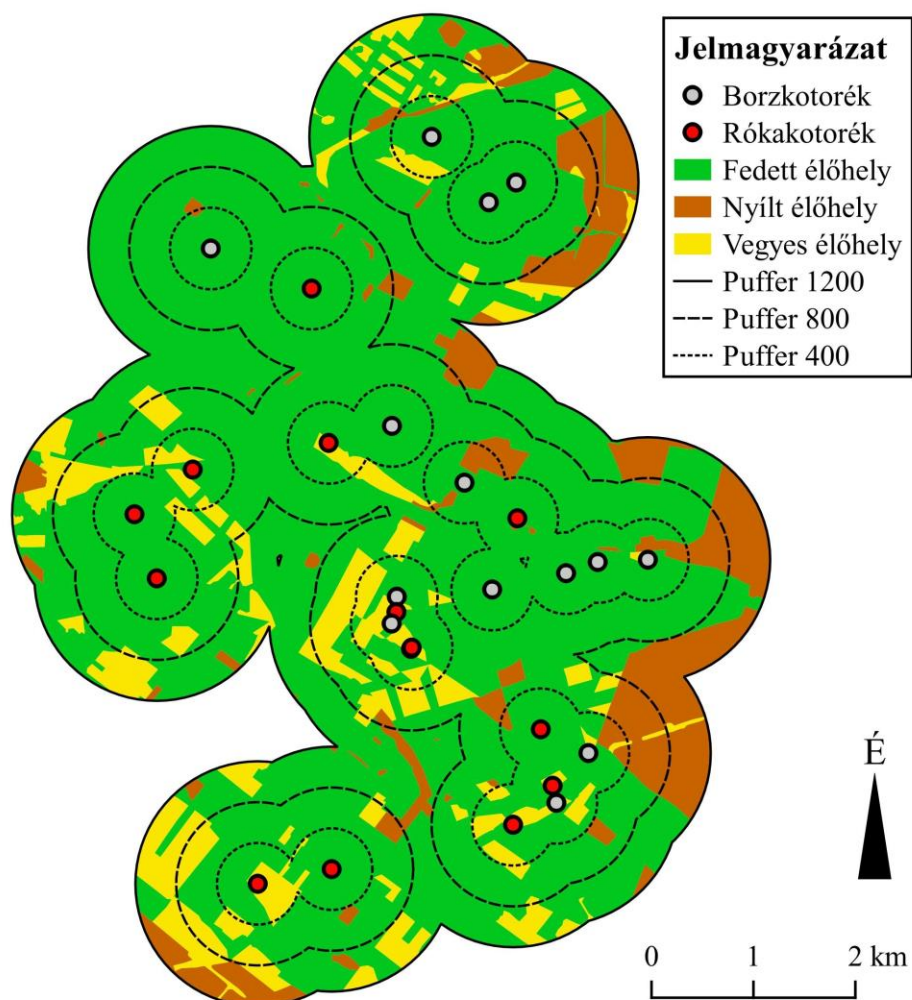 Jelmagyarázat
Borzkotorék
Rókakotorék
Fedett élőhely
Nyílt élőhely
Vegyes élőhely
Puffer 1200
Puffer 800
Puffer 400
É
0 1 2 km